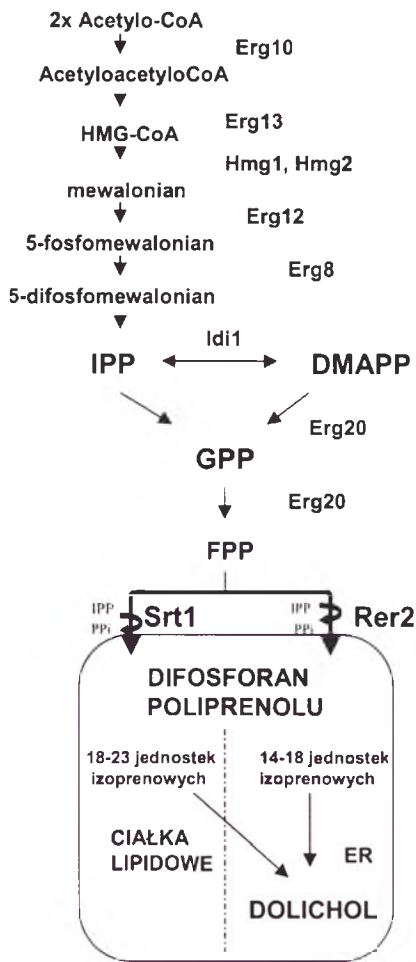 2x Acetylo-CoA
Erg10
AcetyloacetyloCoA
Erg13
HMG-CoA
Hmg1, Hmg2
mewalonian
Erg12
5-fosfomewalonian
Erg8
5-difosfomewalonian
Idi1
IPP
DMAPP
Erg20
GPP
Erg20
FPP
IPP
Srt1
PPi
IPP
Rer2
PPi
DIFOSFORAN
POLIPRENOLU
18-23 jednostek
izoprenowych
14-18 jednostek
izoprenowych
CIAŁKA
LIPIDOWE
ER
DOLICHOL